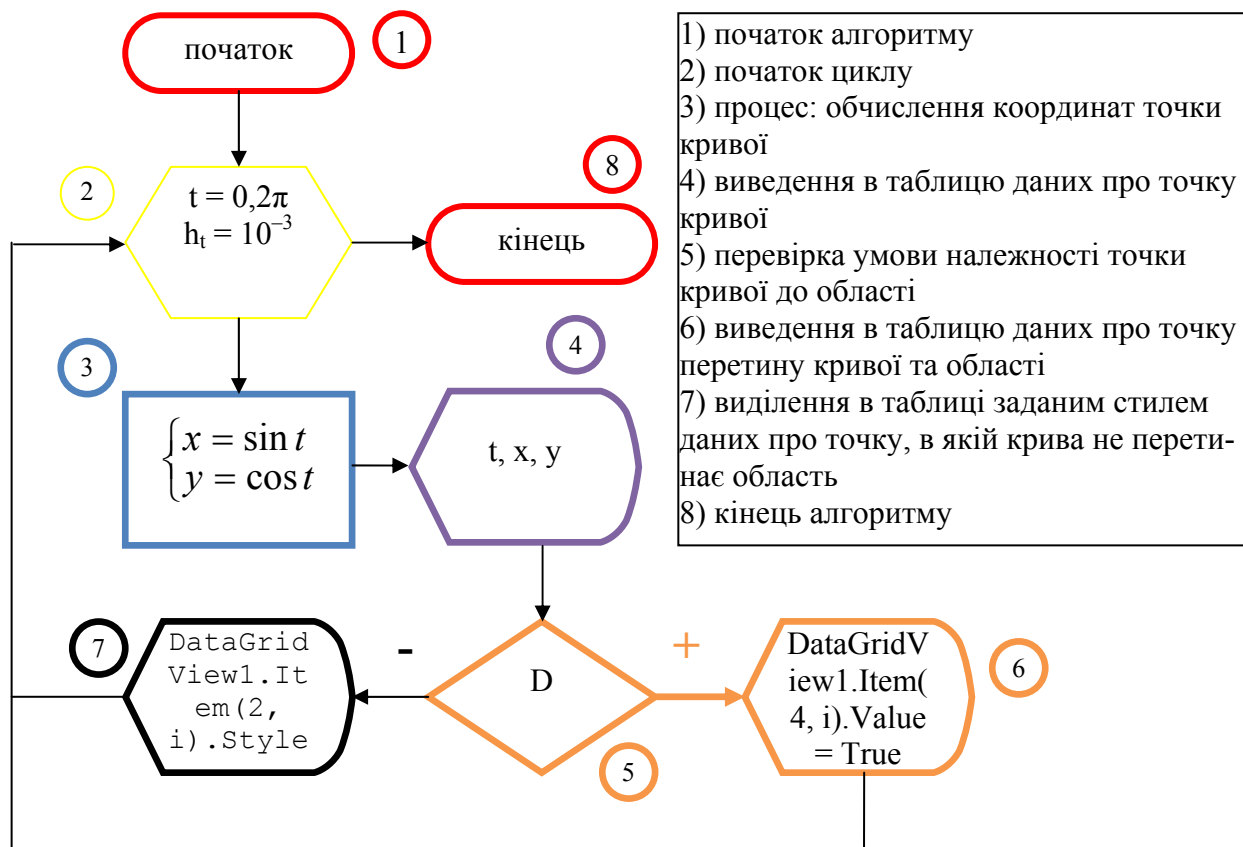 початок
1
2
t = 0,2π
hₜ = 10⁻³
8
кінець
3
x = sin t
y = cos t
4
t, x, y
7
DataGrid
View1.It
em(2,
i).Style
-
D
+
5
DataGridV
iew1.Item(
4, i).Value
= True
6
1) початок алгоритму
2) початок циклу
3) процес: обчислення координат точки
кривої
4) виведення в таблицю даних про точку
кривої
5) перевірка умови належності точки
кривої до області
6) виведення в таблицю даних про точку
перетину кривої та області
7) виділення в таблиці заданим стилем
даних про точку, в якій крива не перети-
нає область
8) кінець алгоритму